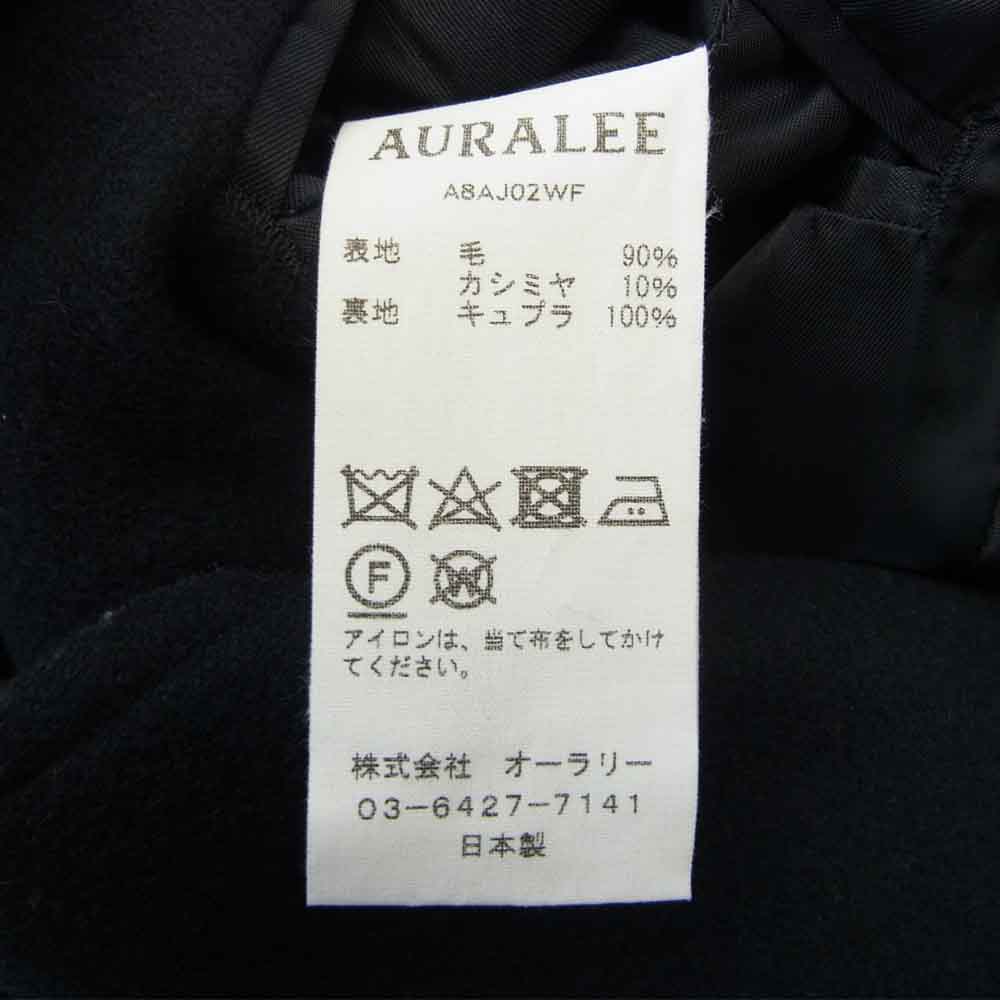 AURALEE
A8AJ02WF
表地 毛 90%
カシミヤ 10%
裏地 キュプラ 100%
F
W
アイロンは、当て布をしてかけ
てください。
株式会社 オーラリー
03-6427-7141
日本製